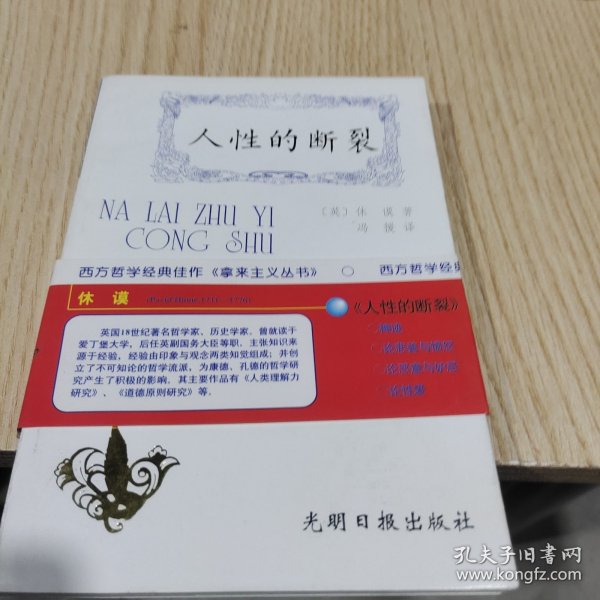 人性的断裂
NA LAI ZHU YI
CONG SHU
〔英〕休 谟 著
冯 援 译
西方哲学经典佳作《拿来主义丛书》 ○ 西方哲学经典
休 谟
《人性的断裂》
英国18世纪著名哲学家、历史学家。曾就读于
爱丁堡大学，后任英副国务大臣等职，主张知识来
源于经验，经验由印象与观念两类知觉组成；并创
立了不可知论的哲学流派，为康德、孔德的哲学研
究产生了积极的影响。其主要作品有《人类理解力
研究》、《道德原则研究》等。
光明日报出版社
孔夫子旧书网
www.kongfz.com